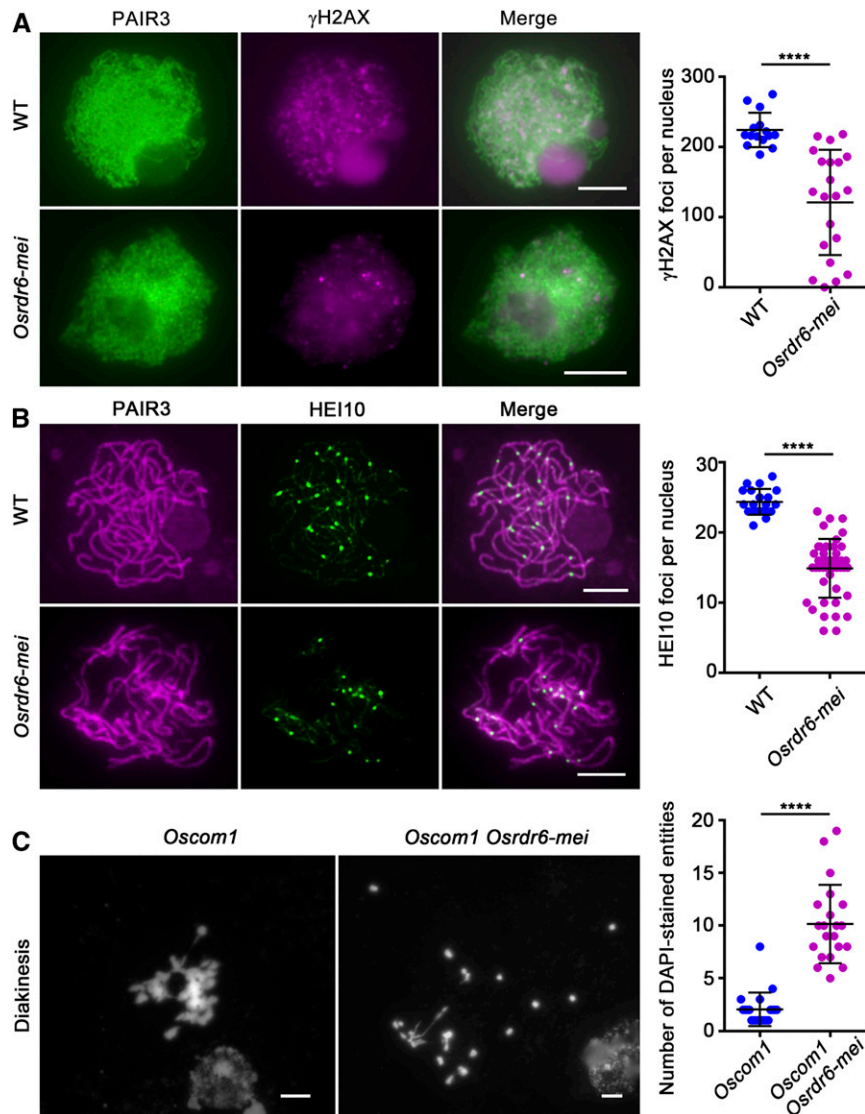 A
PAIR3
γH2AX
Merge
WT
Osrdr6-mei
****
300
200
100
0
γH2AX foci per nucleus
WT
Osrdr6-mei
B
PAIR3
HEI10
Merge
WT
Osrdr6-mei
****
30
20
10
0
HEI10 foci per nucleus
WT
Osrdr6-mei
C
Oscom1
Oscom1 Osrdr6-mei
Diakinesis
****
20
15
10
5
0
Number of DAPI-stained entities
Oscom1
Oscom1
Osrdr6-mei